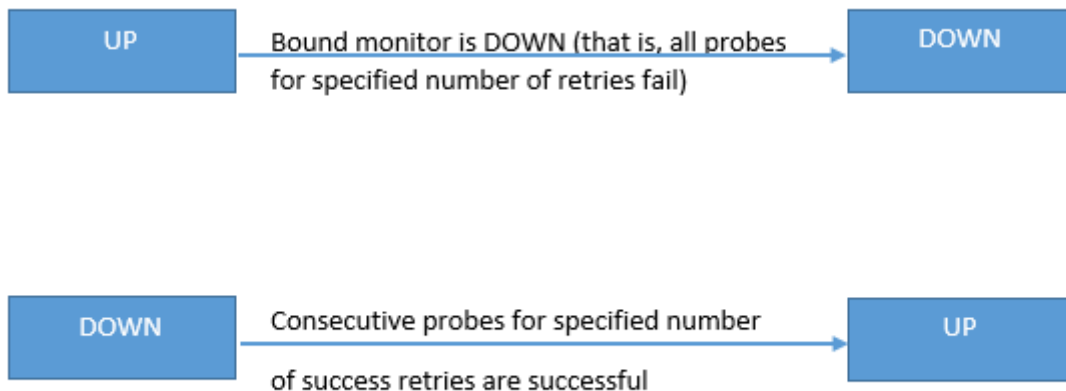 UP
Bound monitor is DOWN (that is, all probes
for specified number of retries fail)
DOWN
DOWN
Consecutive probes for specified number
of success retries are successful
UP